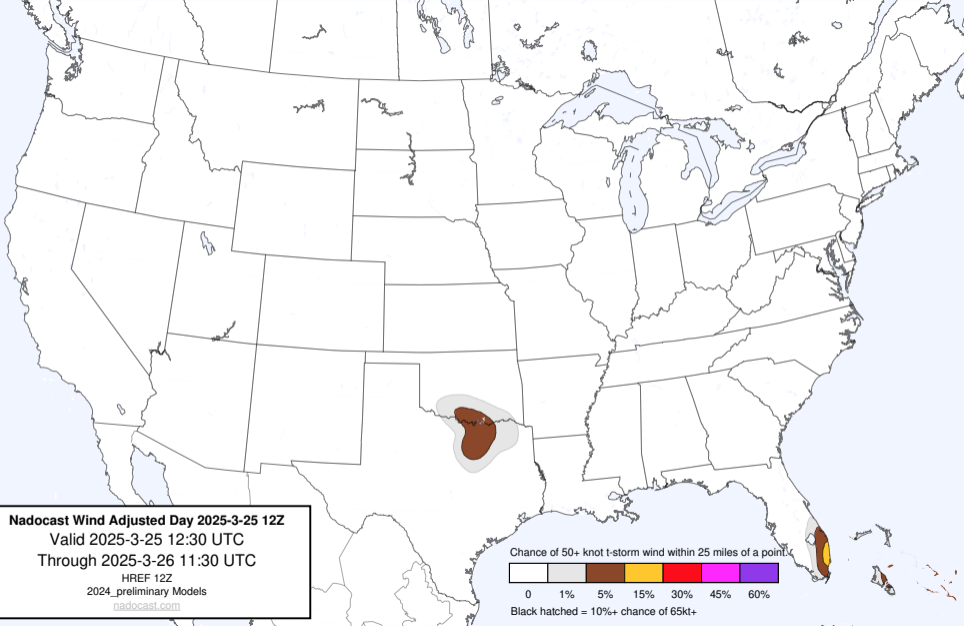 Nadocast Wind Adjusted Day 2025-3-25 12Z
Valid 2025-3-25 12:30 UTC
Through 2025-3-26 11:30 UTC
HREF 12Z
2024_preliminary Models
nadocast.com
Chance of 50+ knot t-storm wind within 25 miles of a point.
0 1% 5% 15% 30% 45% 60%
Black hatched = 10%+ chance of 65kt+